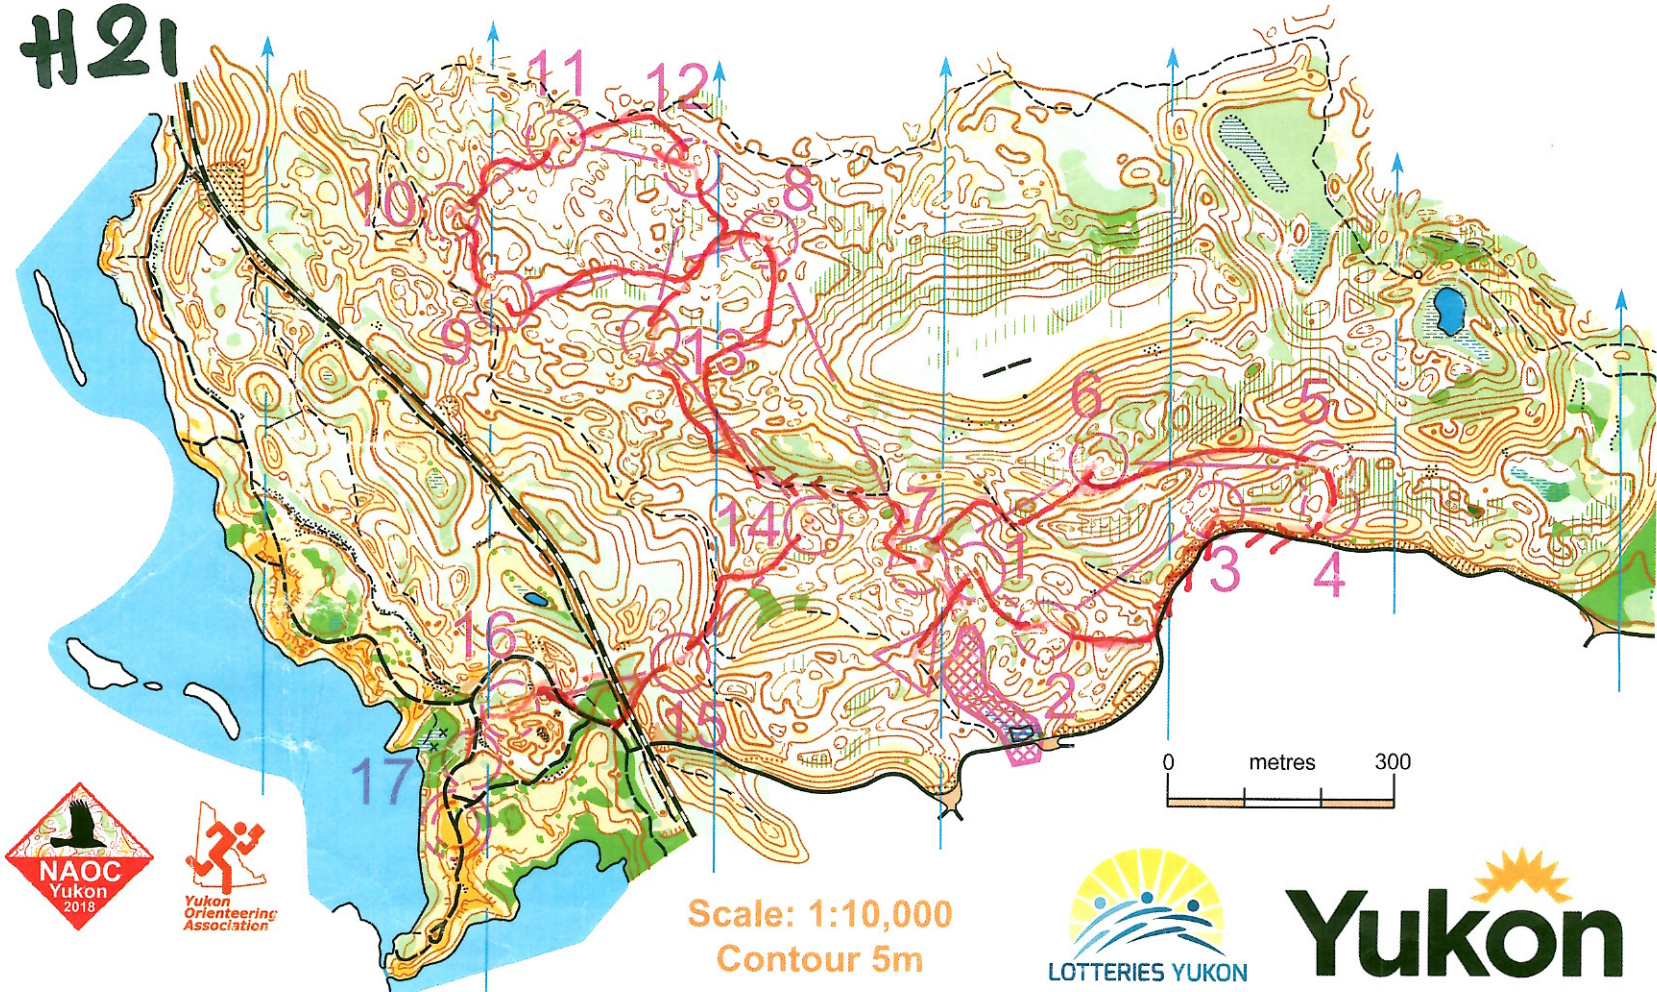 H21
11
12
10
8
9
13
6
5
7
14
1
3
4
16
2
15
17
0 metres 300
NAOC
Yukon
2018
Yukon
Orienteering
Association
Scale: 1:10,000
Contour 5m
LOTTERIES YUKON
Yukon